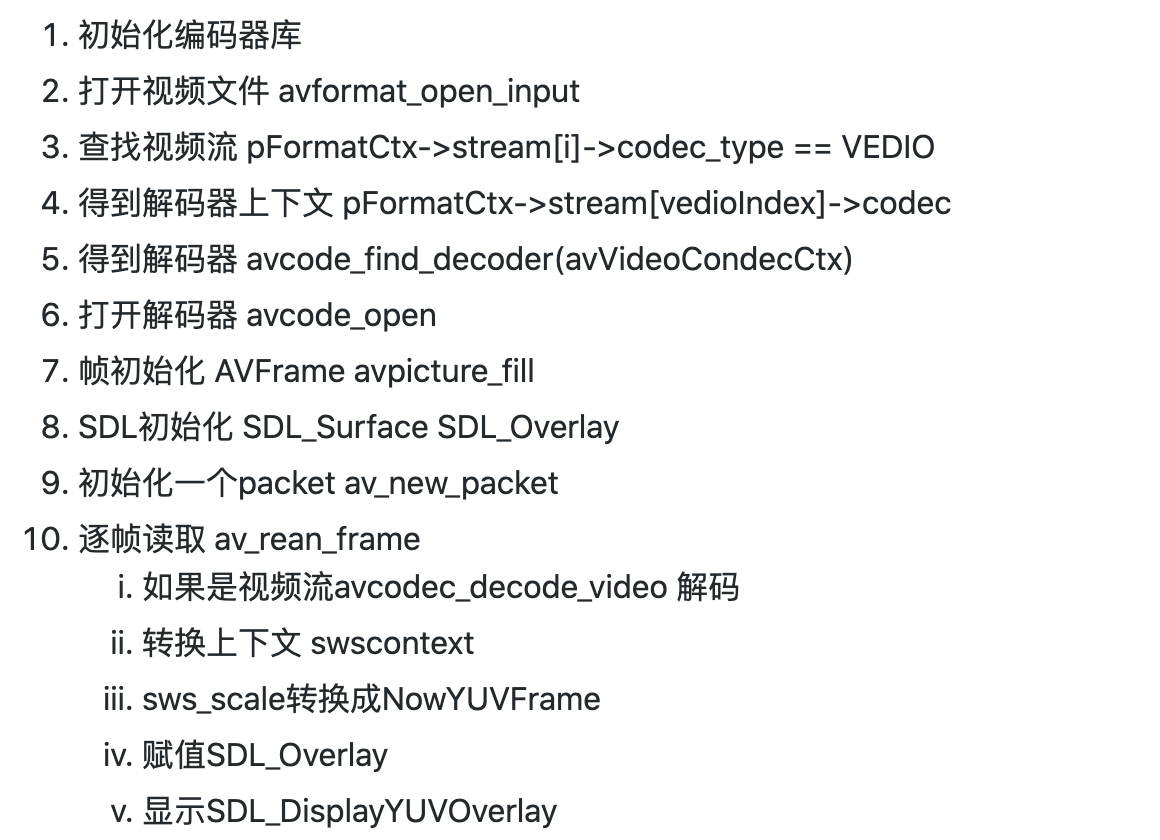 1. 初始化编码器库
2. 打开视频文件 avformat_open_input
3. 查找视频流 pFormatCtx->stream[i]->codec_type == VEDIO
4. 得到解码器上下文 pFormatCtx->stream[vedioIndex]->codec
5. 得到解码器 avcode_find_decoder(avVideoCondecCtx)
6. 打开解码器 avcode_open
7. 帧初始化 AVFrame avpicture_fill
8. SDL初始化 SDL_Surface SDL_Overlay
9. 初始化一个packet av_new_packet
10. 逐帧读取 av_rean_frame
i. 如果是视频流avcodec_decode_video 解码
ii. 转换上下文 swscontext
iii. sws_scale转换成NowYUVFrame
iv. 赋值SDL_Overlay
v. 显示SDL_DisplayYUVOverlay